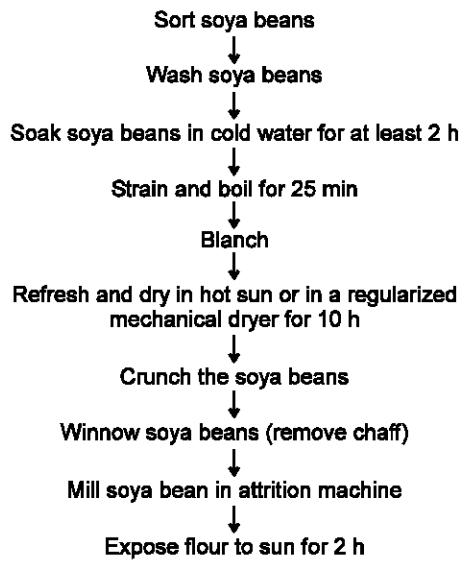 Sort soya beans
Wash soya beans
Soak soya beans in cold water for at least 2 h
Strain and boil for 25 min
Blanch
Refresh and dry in hot sun or in a regularized
mechanical dryer for 10 h
Crunch the soya beans
Winnow soya beans (remove chaff)
Mill soya bean in attrition machine
Expose flour to sun for 2 h